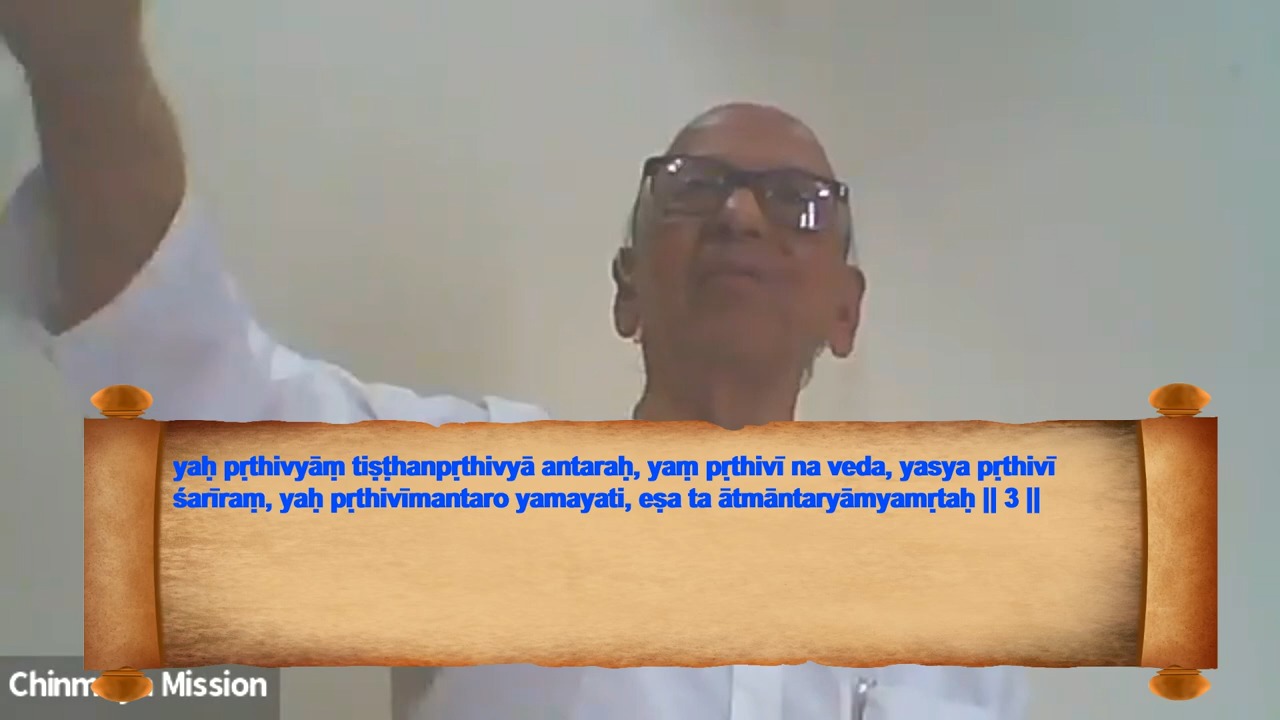 yaḥ pṛthivyāṃ tiṣṭhanpṛthivyā antaraḥ, yaṃ pṛthivī na veda, yasya pṛthivī
śarīraṃ, yaḥ pṛthivīmantaro yamayati, eṣa ta ātmāntaryāmyamṛtaḥ || 3 ||
Mission